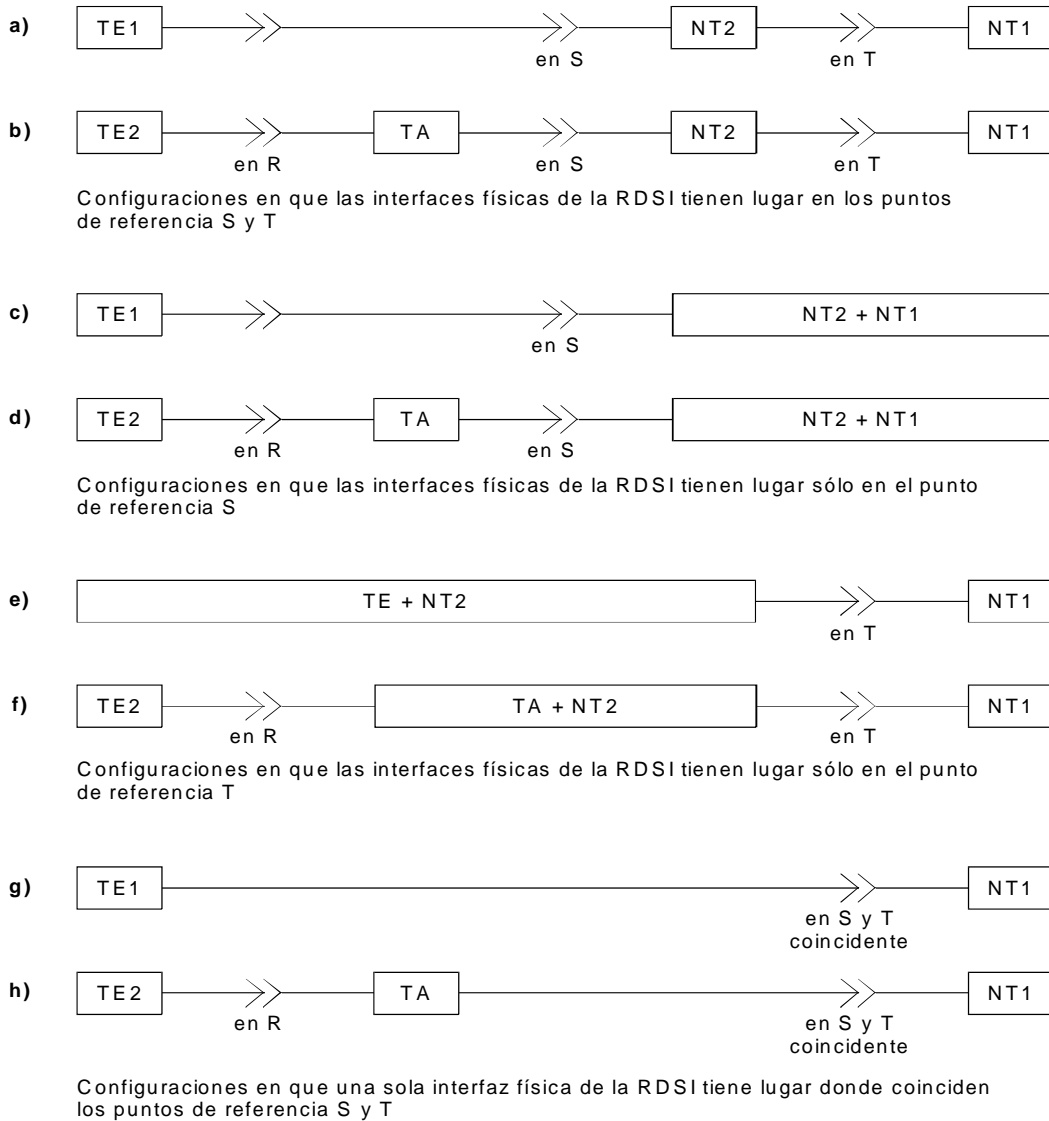 a) TE1 NT2 NT1
en S en T
b) TE2 TA NT2 NT1
en R en S en T
Configuraciones en que las interfaces físicas de la RDSI tienen lugar en los puntos
de referencia S y T
c) TE1 NT2 + NT1
en S
d) TE2 TA NT2 + NT1
en R en S
Configuraciones en que las interfaces físicas de la RDSI tienen lugar sólo en el punto
de referencia S
e) TE + NT2 NT1
en T
f) TE2 TA + NT2 NT1
en R en T
Configuraciones en que las interfaces físicas de la RDSI tienen lugar sólo en el punto
de referencia T
g) TE1 NT1
en S y T
coincidente
h) TE2 TA NT1
en R en S y T
coincidente
Configuraciones en que una sola interfaz física de la RDSI tiene lugar donde coinciden
los puntos de referencia S y T